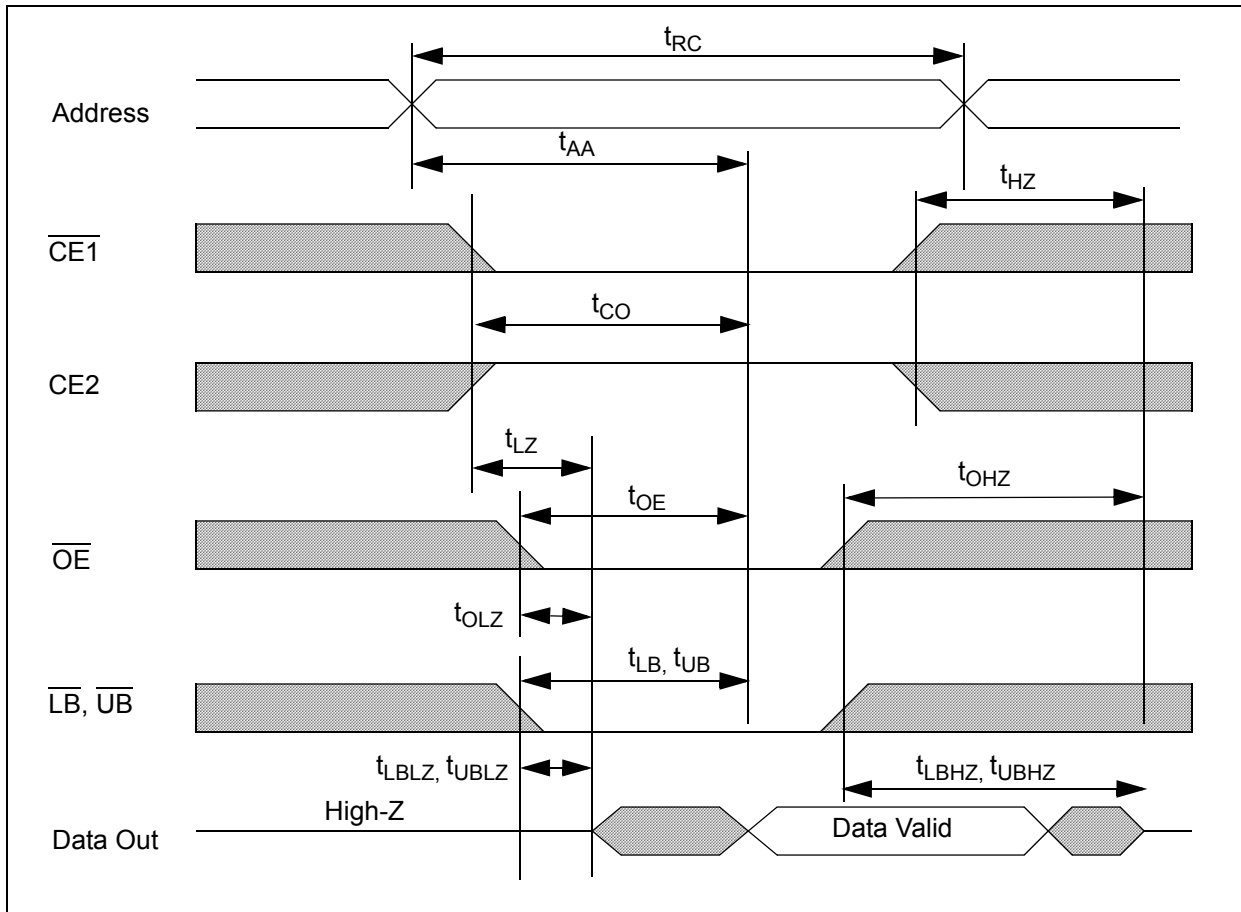 tRC
Address
tAA
tHZ
CE1
tCO
CE2
tLZ
tOHZ
tOE
OE
tOLZ
tLB, tUB
LB, UB
tLBLZ, tUBLZ
tLBHZ, tUBHZ
High-Z
Data Valid
Data Out